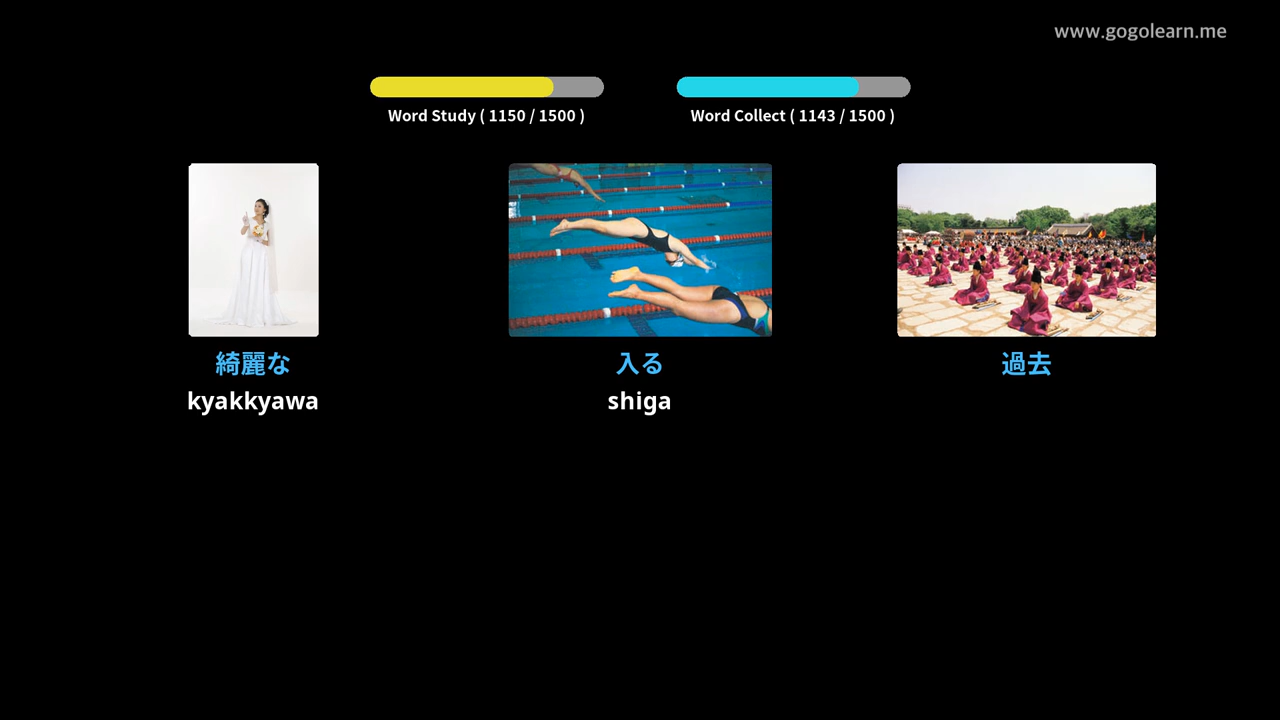 www.gogolearn.me
Word Study ( 1150 / 1500 )
Word Collect ( 1143 / 1500 )
綺麗な
入る
過去
kyakkyawa
shiga